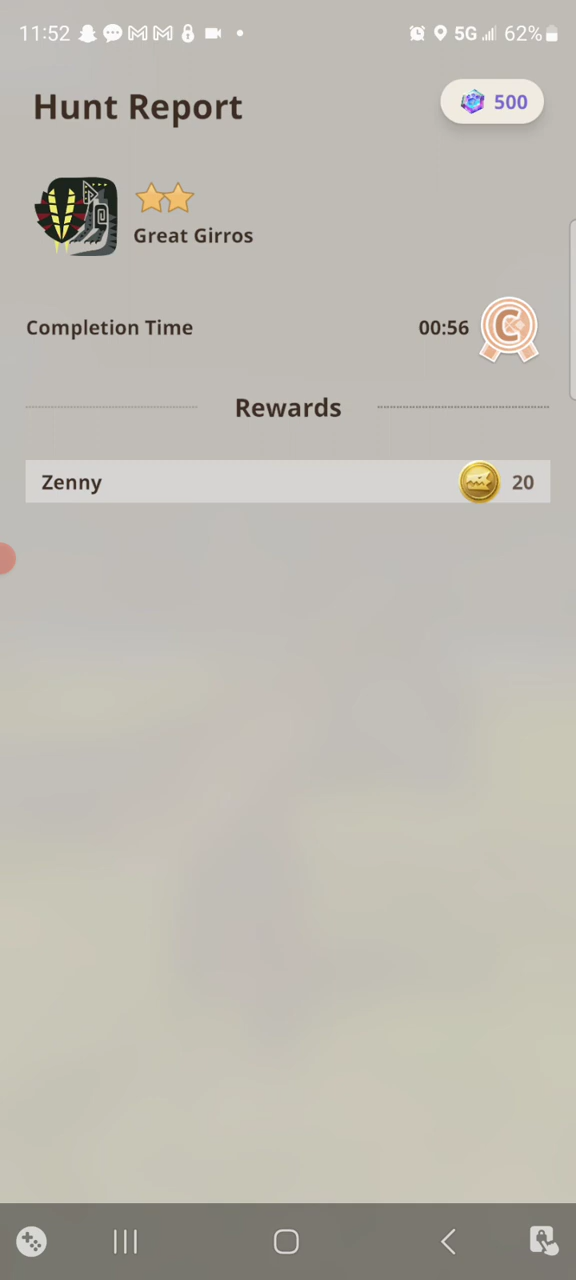 11:52 5G 62%
Hunt Report
500
Great Girros
Completion Time 00:56 C
Rewards
Zenny 20